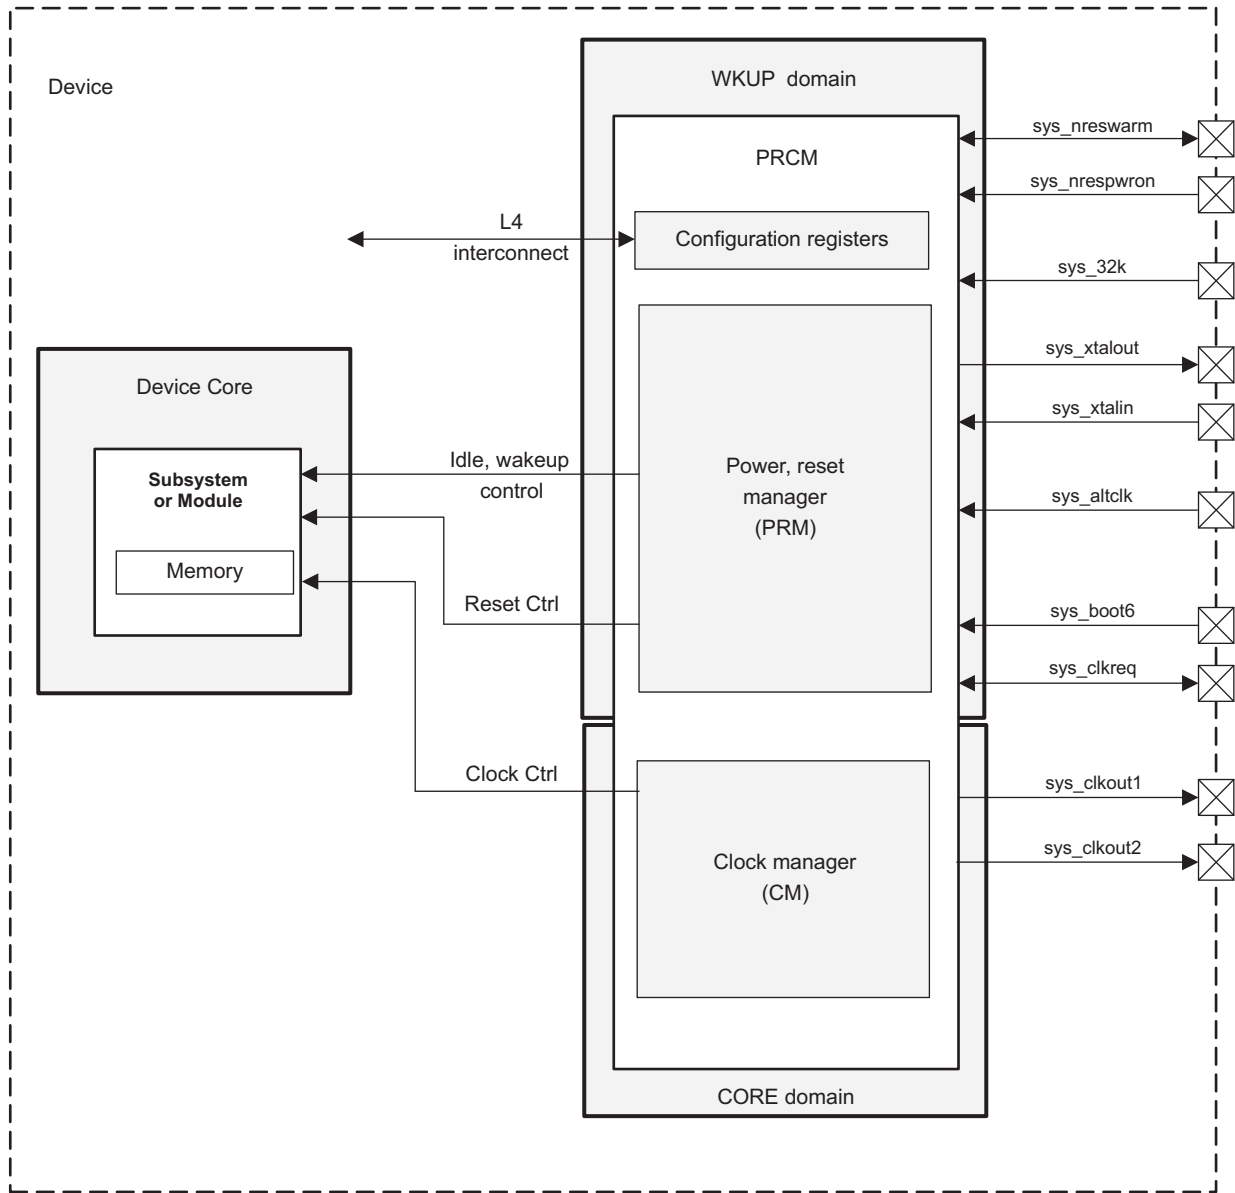 Device
WKUP domain
PRCM
sys_nreswarm
sys_nrespwron
L4
interconnect
Configuration registers
sys_32k
sys_xtalout
sys_xtalin
Device Core
Subsystem
or Module
Memory
Idle, wakeup
control
Power, reset
manager
(PRM)
sys_altclk
Reset Ctrl
sys_boot6
sys_clkreq
Clock Ctrl
sys_clkout1
Clock manager
(CM)
sys_clkout2
CORE domain